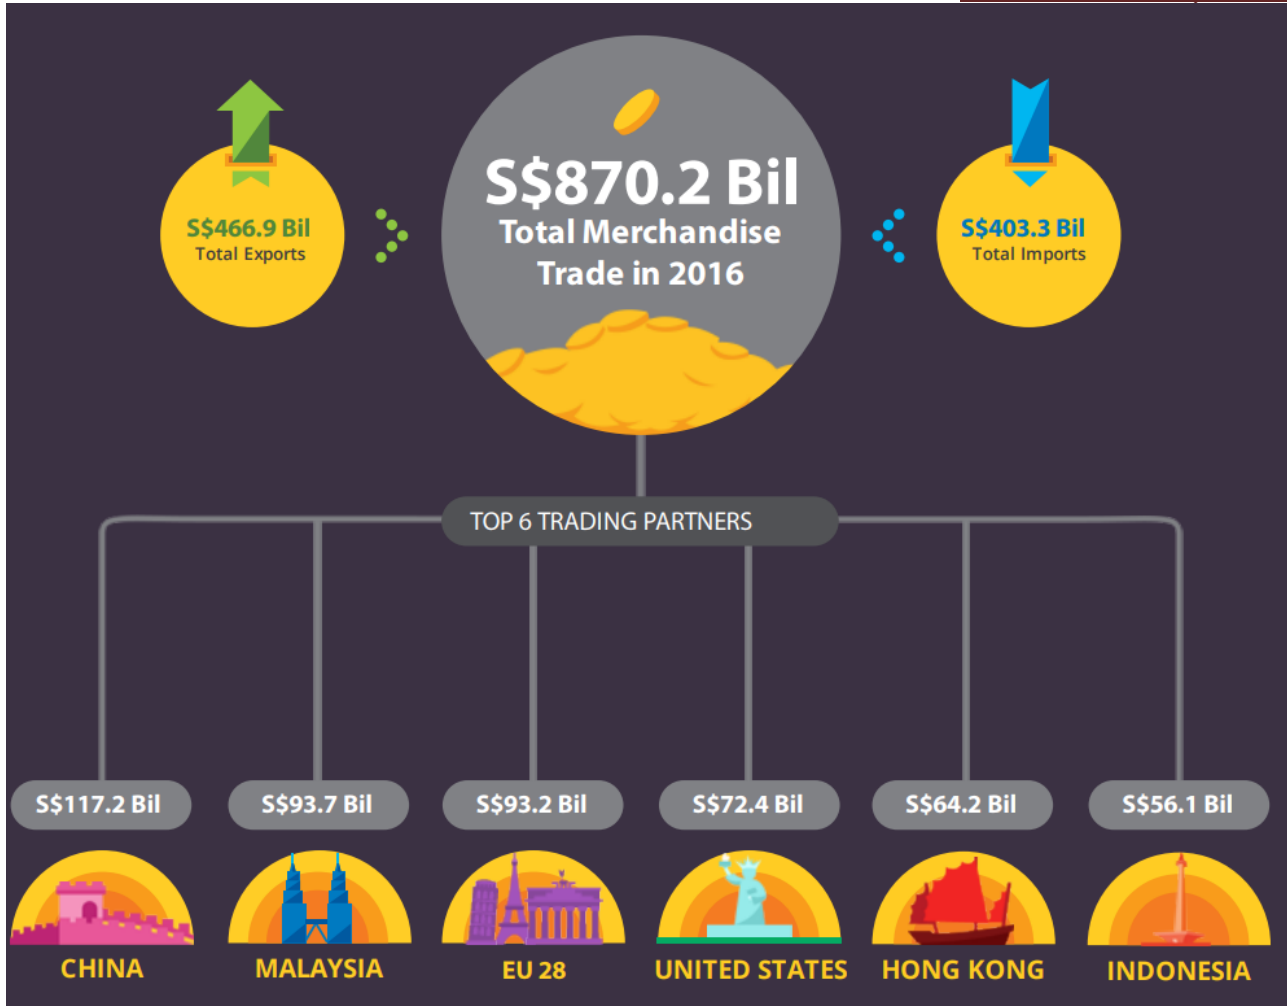 S$870.2 Bil
Total Merchandise
Trade in 2016
S$466.9 Bil
Total Exports
S$403.3 Bil
Total Imports
TOP 6 TRADING PARTNERS
S$117.2 Bil
S$93.7 Bil
S$93.2 Bil
S$72.4 Bil
S$64.2 Bil
S$56.1 Bil
CHINA
MALAYSIA
EU 28
UNITED STATES
HONG KONG
INDONESIA